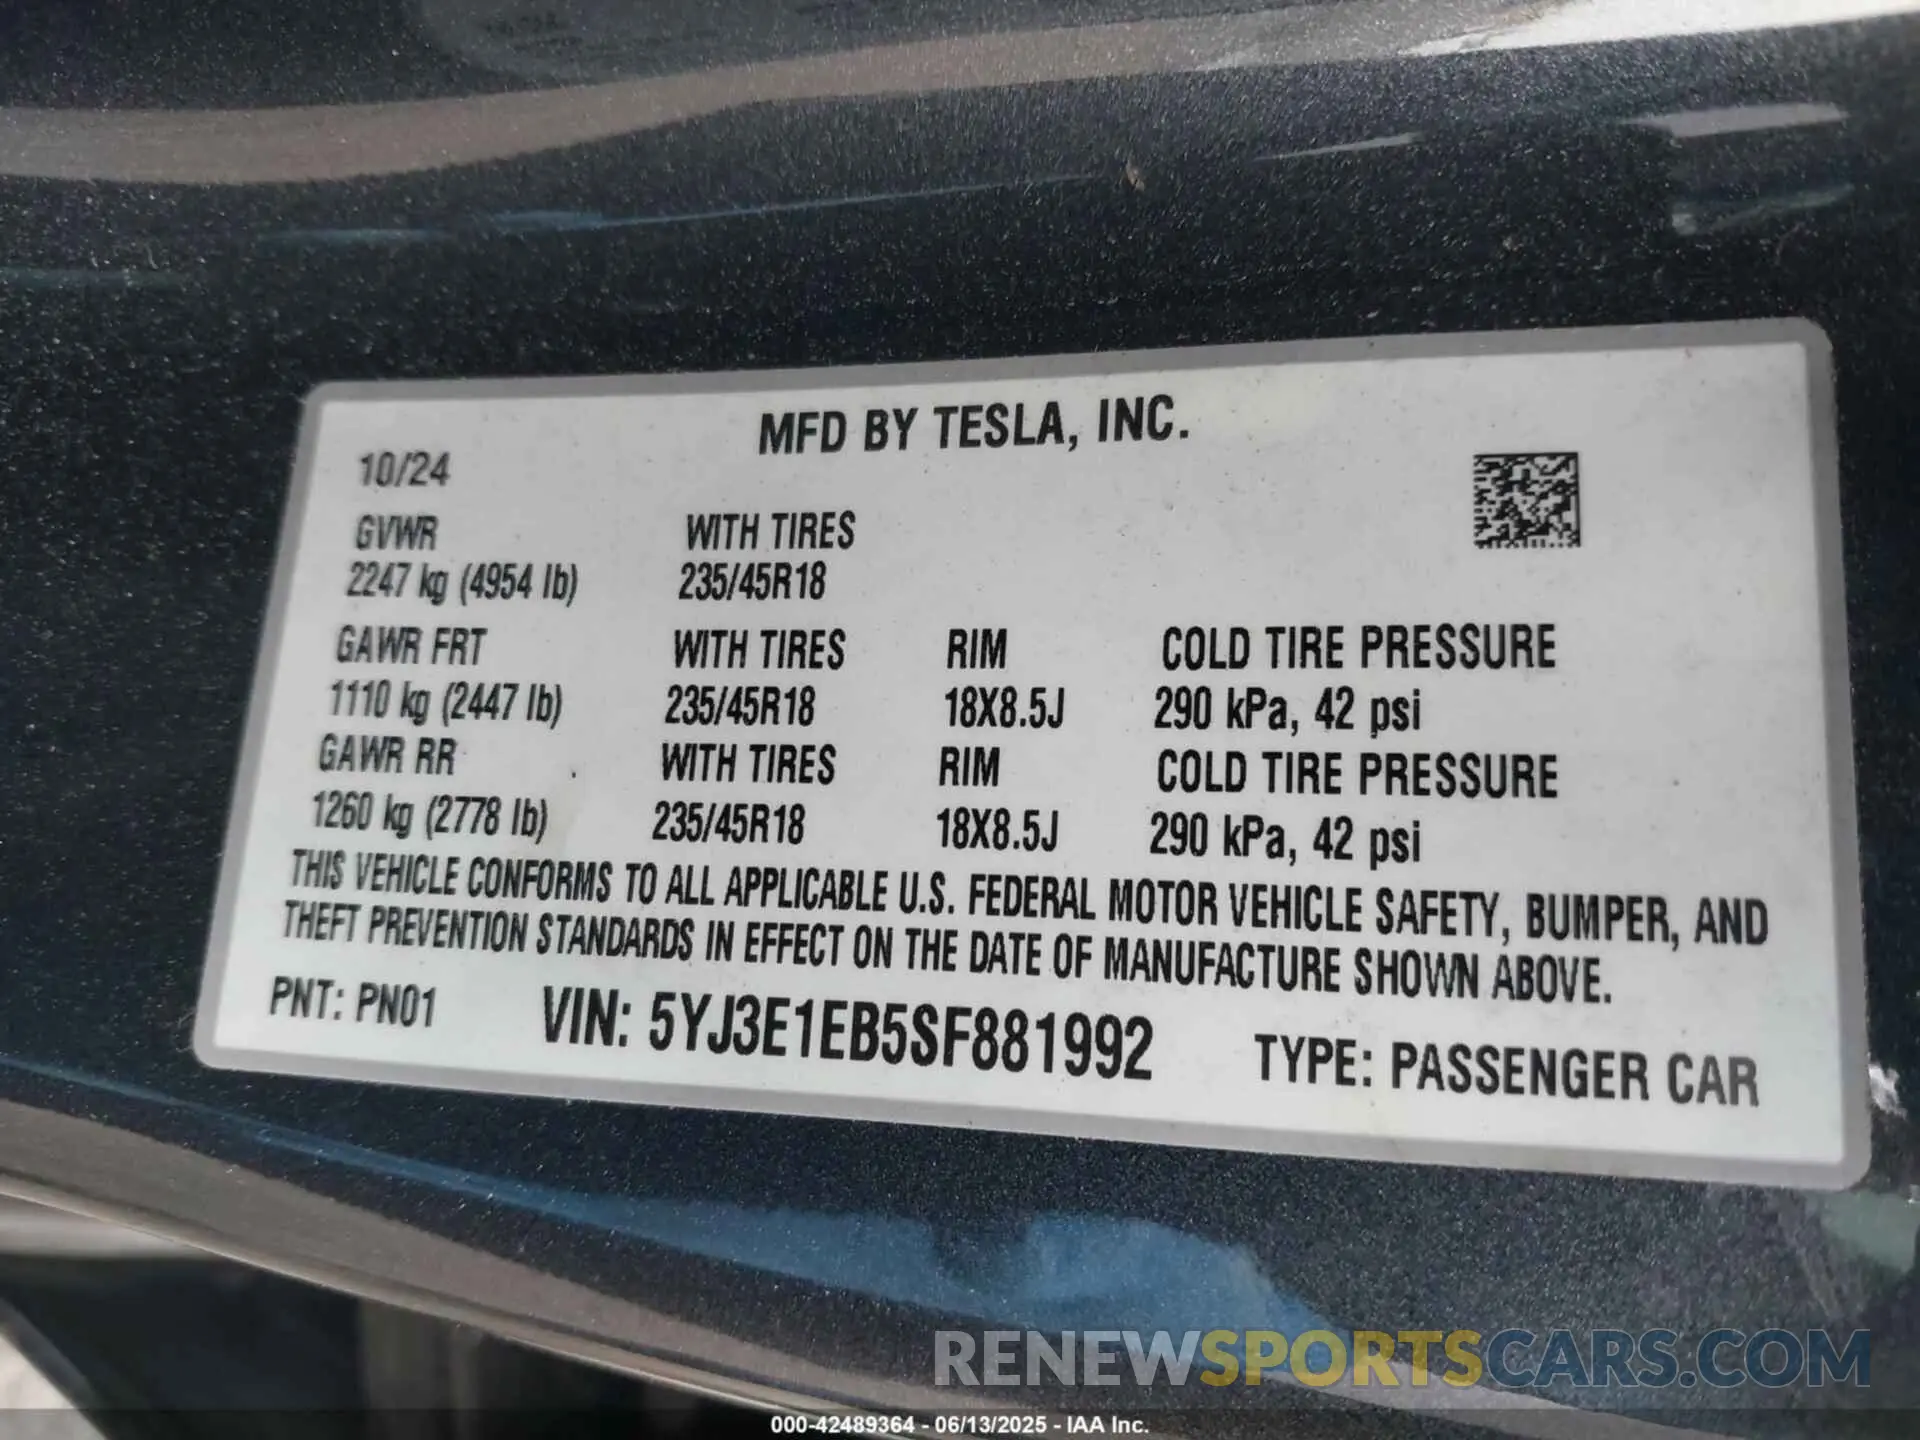 MFD BY TESLA, INC.
10/24
GVWR WITH TIRES
2247 kg (4954 lb) 235/45R18
GAWR FRT WITH TIRES RIM COLD TIRE PRESSURE
1110 kg (2447 lb) 235/45R18 18X8.5J 290 kPa, 42 psi
GAWR RR WITH TIRES RIM COLD TIRE PRESSURE
1260 kg (2778 lb) 235/45R18 18X8.5J 290 kPa, 42 psi
THIS VEHICLE CONFORMS TO ALL APPLICABLE U.S. FEDERAL MOTOR VEHICLE SAFETY, BUMPER, AND
THEFT PREVENTION STANDARDS IN EFFECT ON THE DATE OF MANUFACTURE SHOWN ABOVE.
PNT: PN01 VIN: 5YJ3E1EB5SF881992 TYPE: PASSENGER CAR
RENEWSPORTSCARS.COM
000-42489364 - 06/13/2025 - IAA Inc.